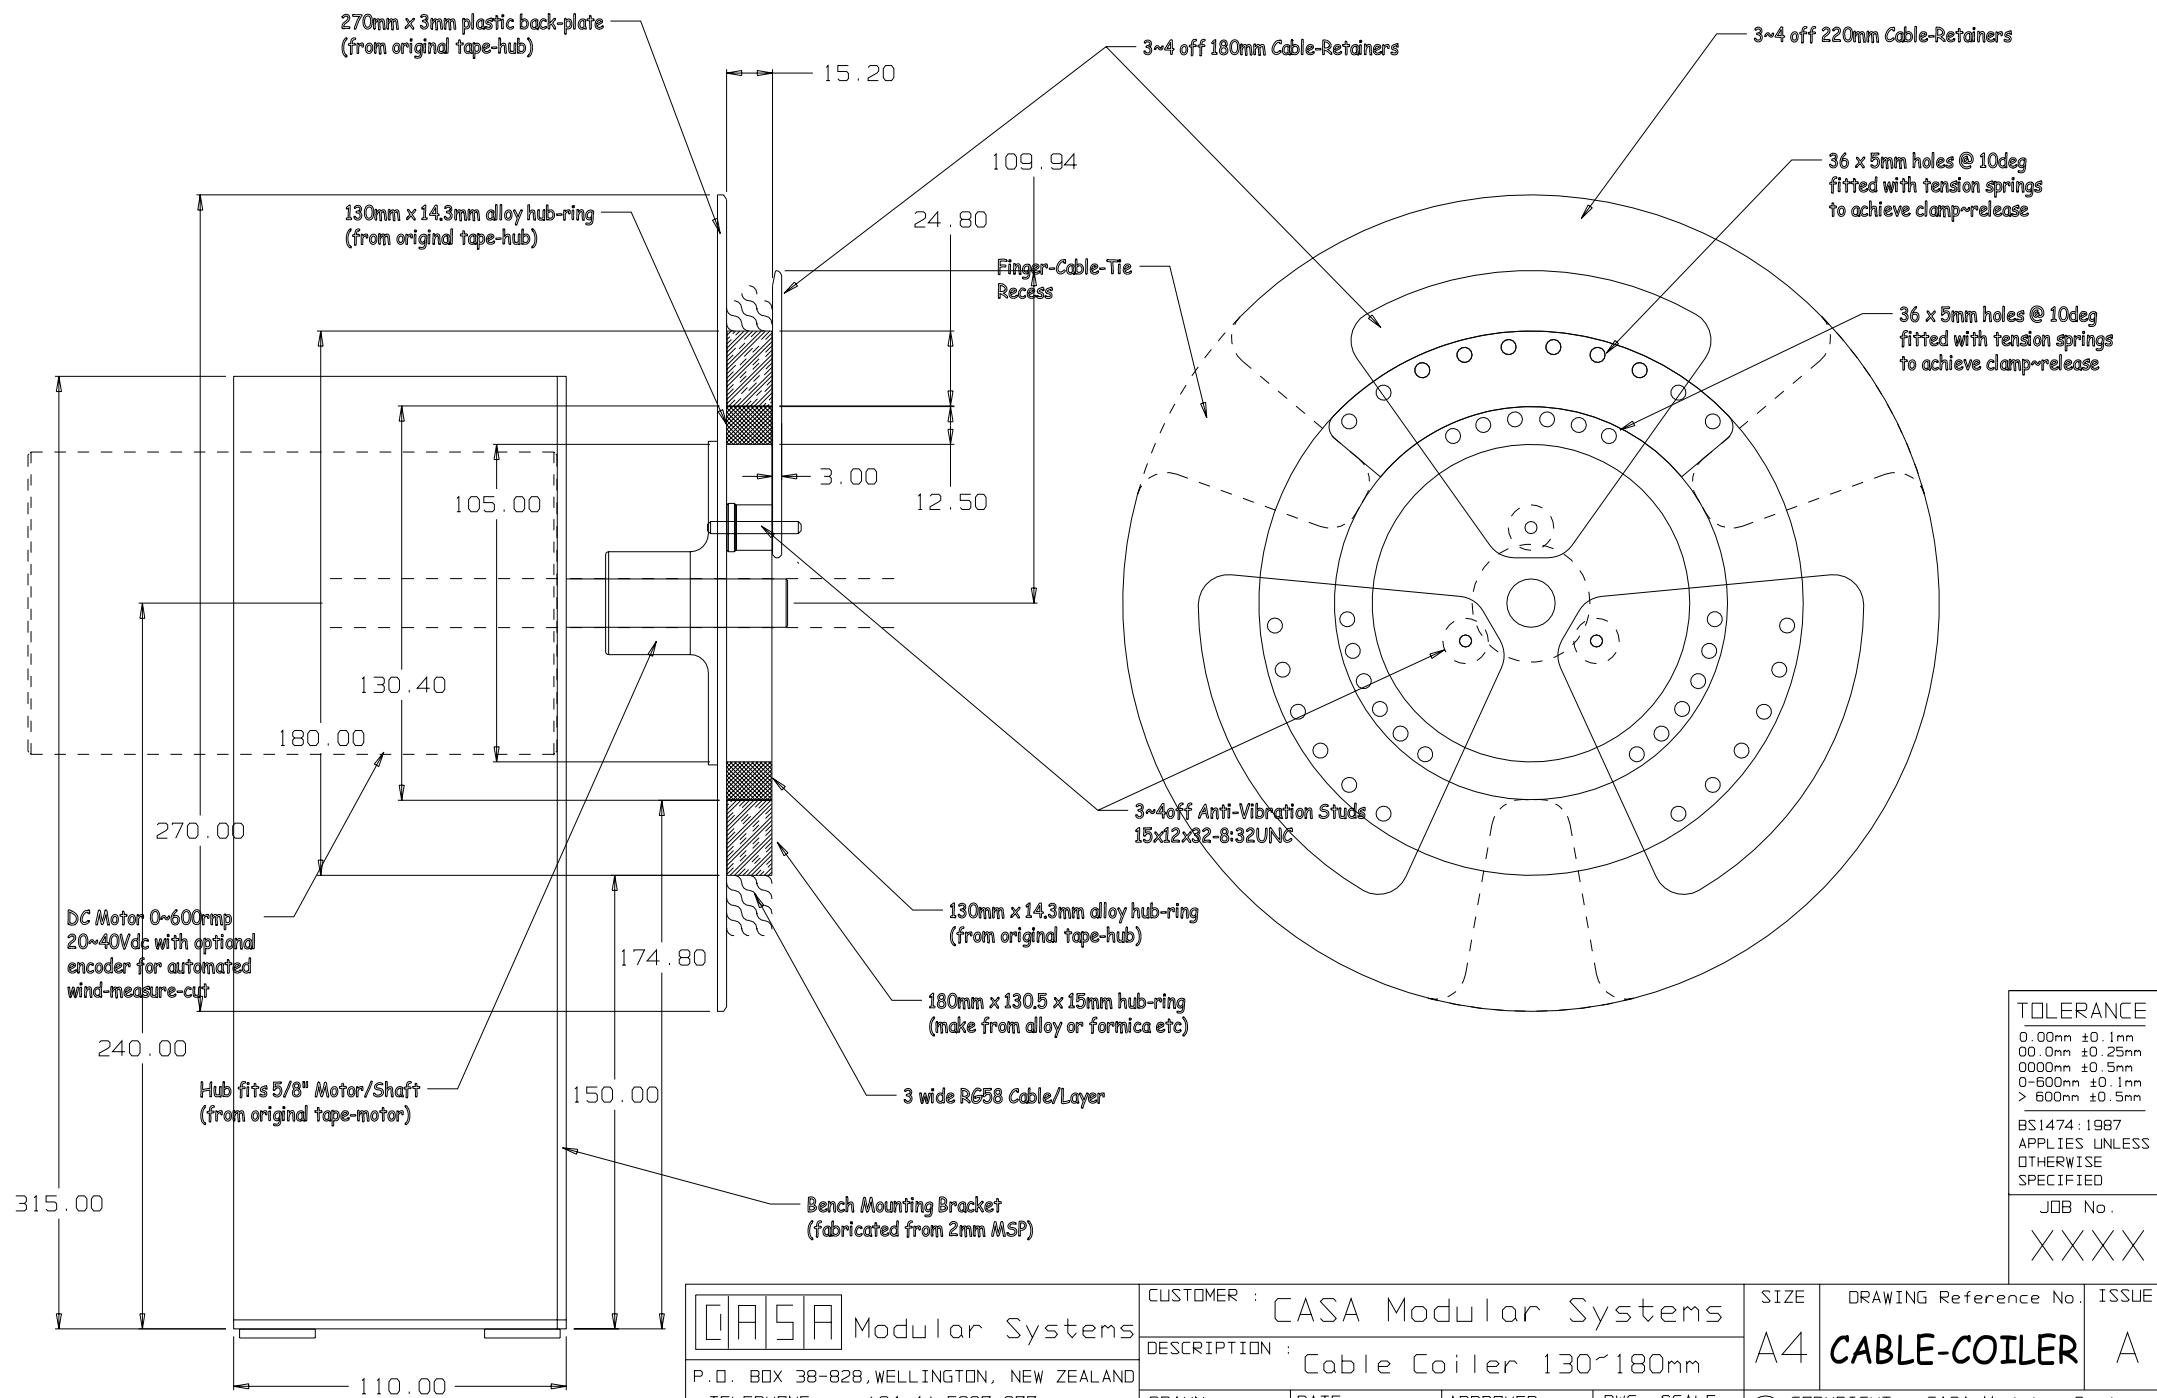 270mm x 3mm plastic back-plate
(from original tape-hub)
15.20
3~4 off 180mm Cable-Retainers
3~4 off 220mm Cable-Retainers
109.94
36 x 5mm holes @ 10deg
fitted with tension springs
to achieve clamp~release
130mm x 14.3mm alloy hub-ring
(from original tape-hub)
24.80
Finger-Cable-Tie
Recess
36 x 5mm holes @ 10deg
fitted with tension springs
to achieve clamp~release
3.00
12.50
105.00
130.40
180.00
270.00
3~4off Anti-Vibration Studs
15x12x32-8:32UNC
DC Motor 0~600rmp
20~40Vdc with optional
encoder for automated
wind-measure-cut
130mm x 14.3mm alloy hub-ring
(from original tape-hub)
174.80
180mm x 130.5 x 15mm hub-ring
(make from alloy or formica etc)
240.00
Hub fits 5/8" Motor/Shaft
(from original tape-motor)
150.00
3 wide RG58 Cable/Layer
315.00
Bench Mounting Bracket
(fabricated from 2mm MSP)
110.00
TOLERANCE
0.00mm ±0.1mm
00.0mm ±0.25mm
0000mm ±0.5mm
0-600mm ±0.1mm
> 600mm ±0.5mm
BS1474:1987
APPLIES UNLESS
OTHERWISE
SPECIFIED
JOB No.
XXXX
CASA Modular Systems
P.O. BOX 38-828, WELLINGTON, NEW ZEALAND
CUSTOMER : CASA Modular Systems
DESCRIPTION : Cable Coiler 130~180mm
SIZE
A4
DRAWING Reference No.
CABLE-COILER
ISSUE
A